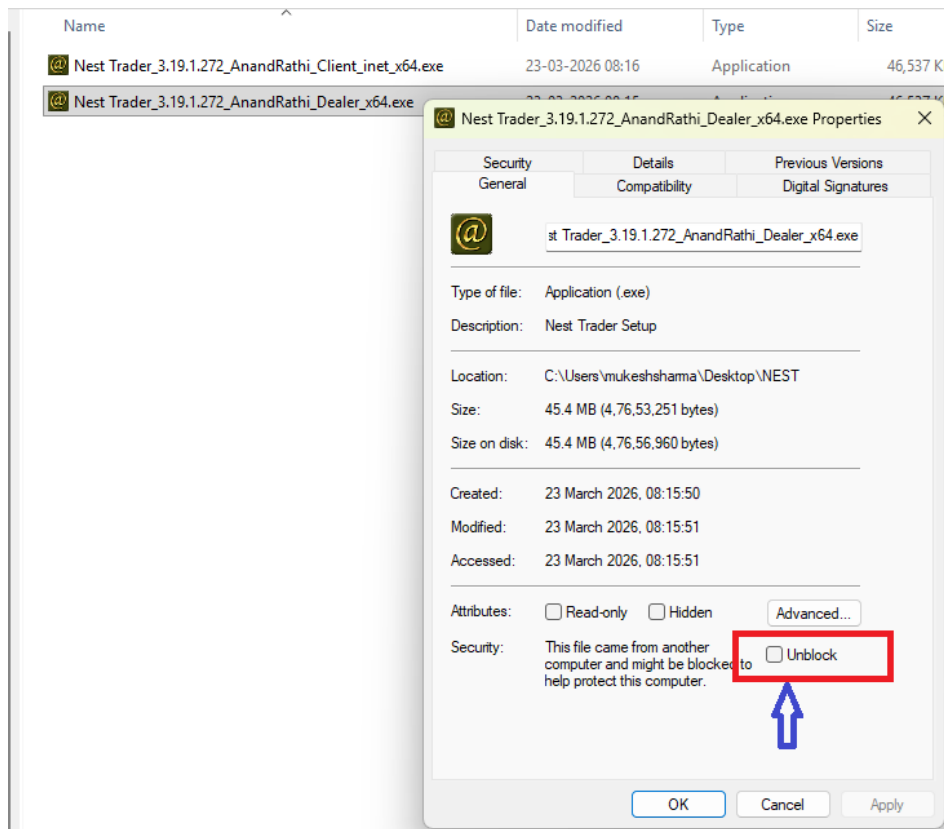 Name Date modified Type Size
Nest Trader_3.19.1.272_AnandRathi_Client_inet_x64.exe 23-03-2026 08:16 Application 46,537 K
Nest Trader_3.19.1.272_AnandRathi_Dealer_x64.exe
Nest Trader_3.19.1.272_AnandRathi_Dealer_x64.exe Properties
Security Details Previous Versions
General Compatibility Digital Signatures
st Trader_3.19.1.272_AnandRathi_Dealer_x64.exe
Type of file: Application (.exe)
Description: Nest Trader Setup
Location: C:\Users\mukeshsharma\Desktop\NEST
Size: 45.4 MB (4,76,53,251 bytes)
Size on disk: 45.4 MB (4,76,56,960 bytes)
Created: 23 March 2026, 08:15:50
Modified: 23 March 2026, 08:15:51
Accessed: 23 March 2026, 08:15:51
Attributes: Read-only Hidden Advanced...
Security: This file came from another
computer and might be blocked to
help protect this computer.
Unblock
OK Cancel Apply